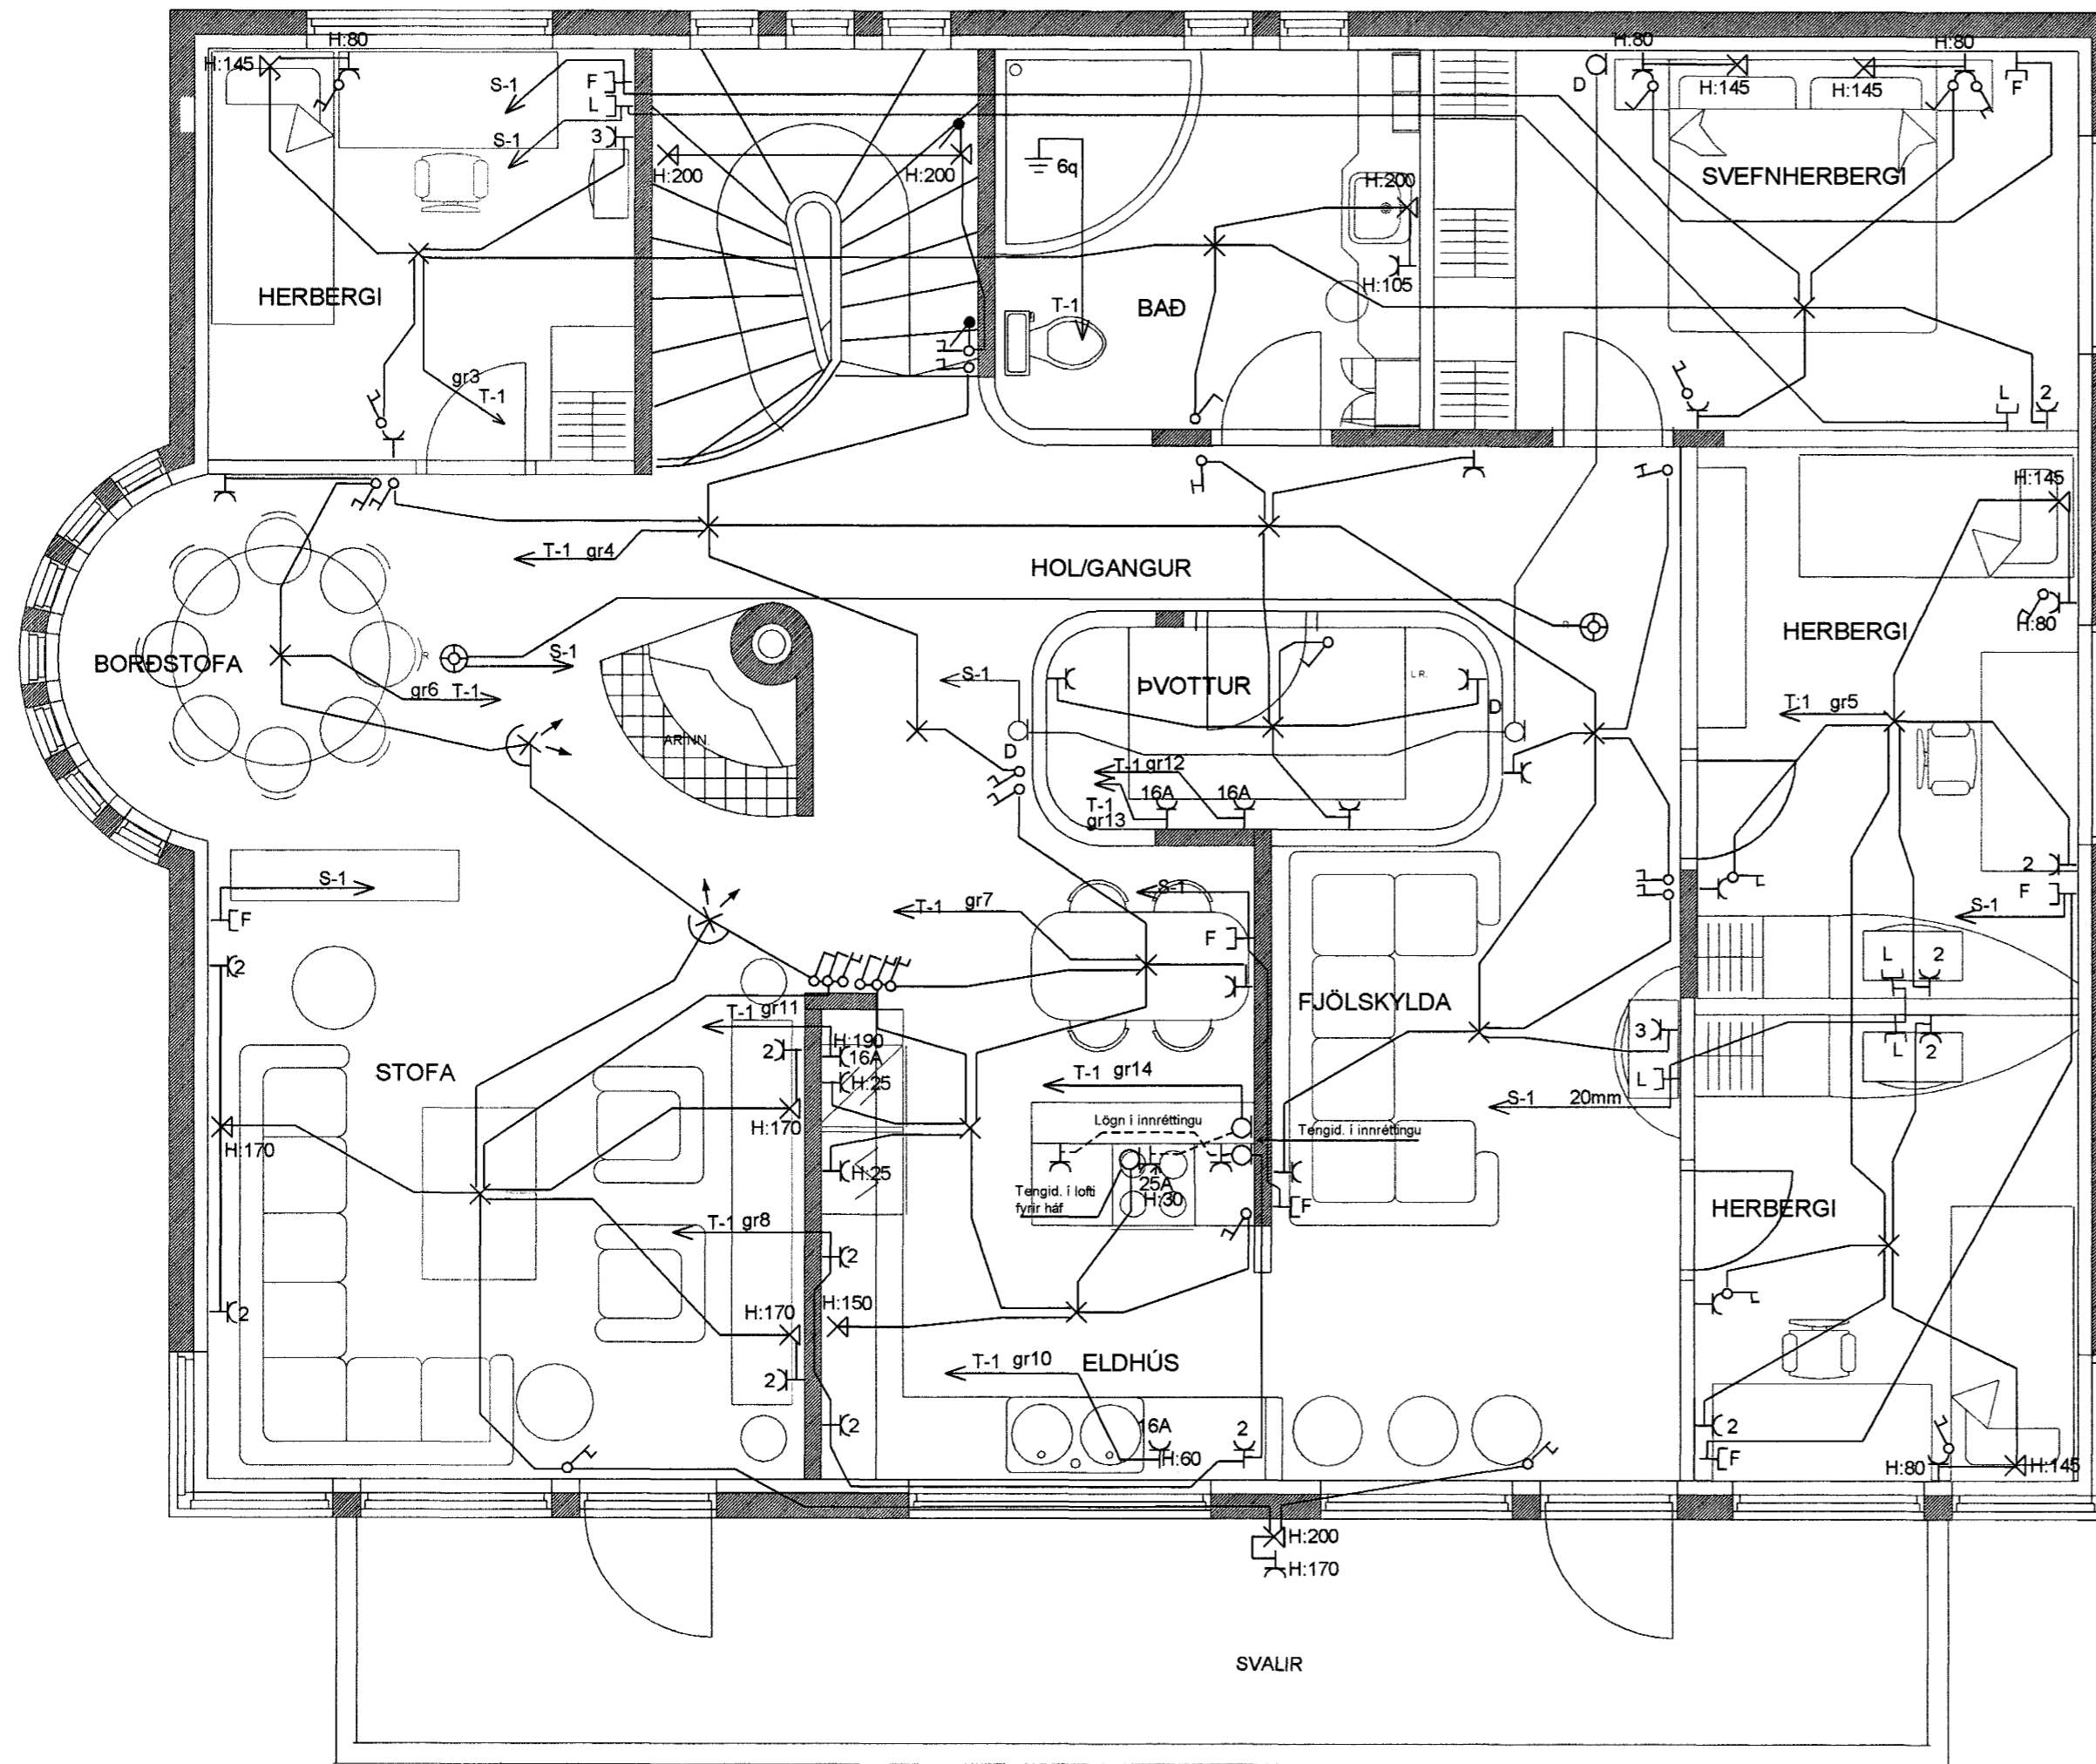 H:80
H:80
H:80
H:145
S-1
F
L
S-1
3
D
H:145
H:145
F
H:200
H:200
6q
H:200
SVEFNHERBERGI
HERBERGI
T-1
BAÐ
H:105
gr3
T-1
L
2
H:145
T-1 gr4
HOL/GANGUR
HERBERGI
H:80
BORÐSTOFA
R
S-1
R
gr6 T-1
S-1
ÞVOTTUR
L R.
D
T:1 gr5
ARINN.
D
T-1 gr12
16A
16A
T-1
gr13
S-1
F
S-1
T-1 gr7
2
F
S-1
F
2
L
2
T-1 gr11
FJÖLSKYLDA
H:190
16A
2
3
L
2
STOFA
H:25
T-1 gr14
L
S-1 20mm
H:170
Lögn í innréttingu
Tengid. í innréttingu
H:170
H:25
25A
H:30
Tengid. í lofti
fyrir háf
F
HERBERGI
T-1 gr8
2
H:170
H:150
2
T-1 gr10
ELDHÚS
2
2
16A
2
H:60
2
F
H:80
H:145
H:200
H:170
SVALIR